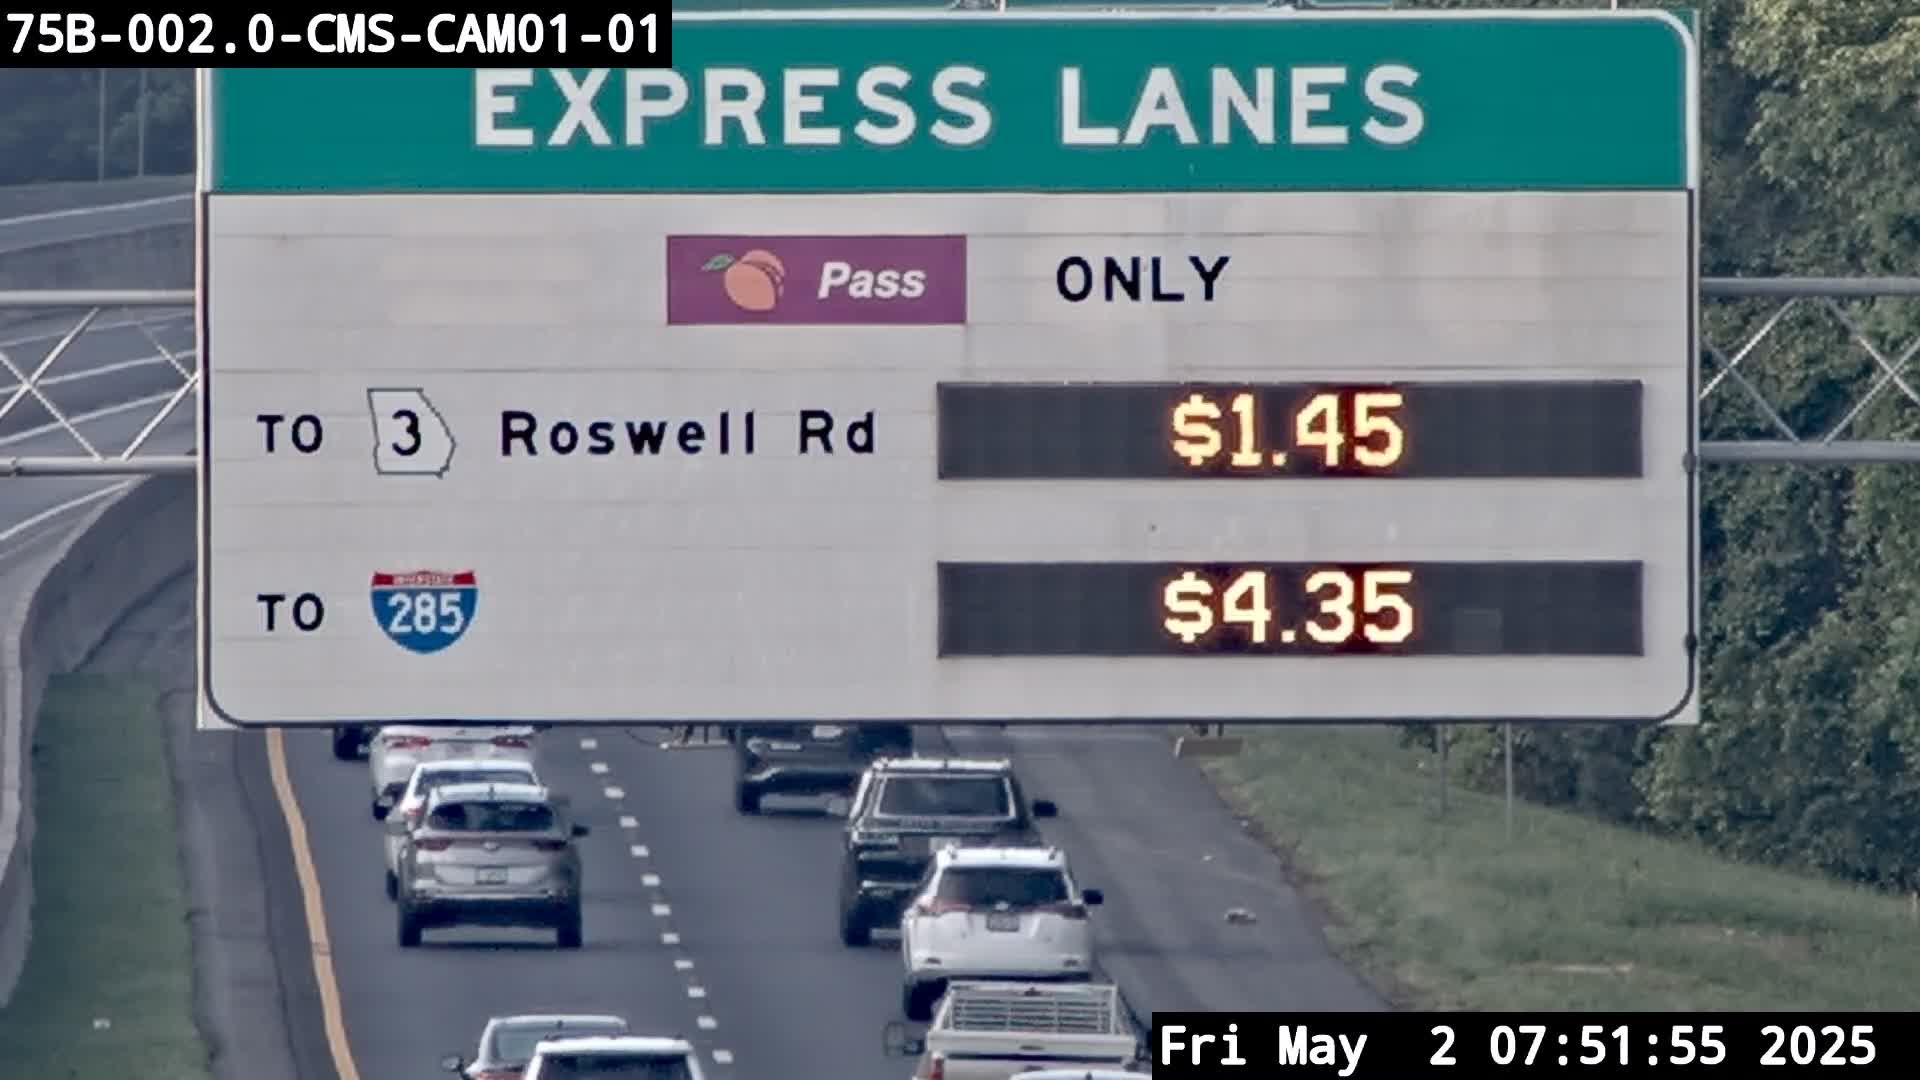 75B-002.0-CMS-CAM01-01
EXPRESS LANES
Pass ONLY
TO 3 Roswell Rd $1.45
TO INTERSTATE 285 $4.35
Fri May 2 07:51:55 2025